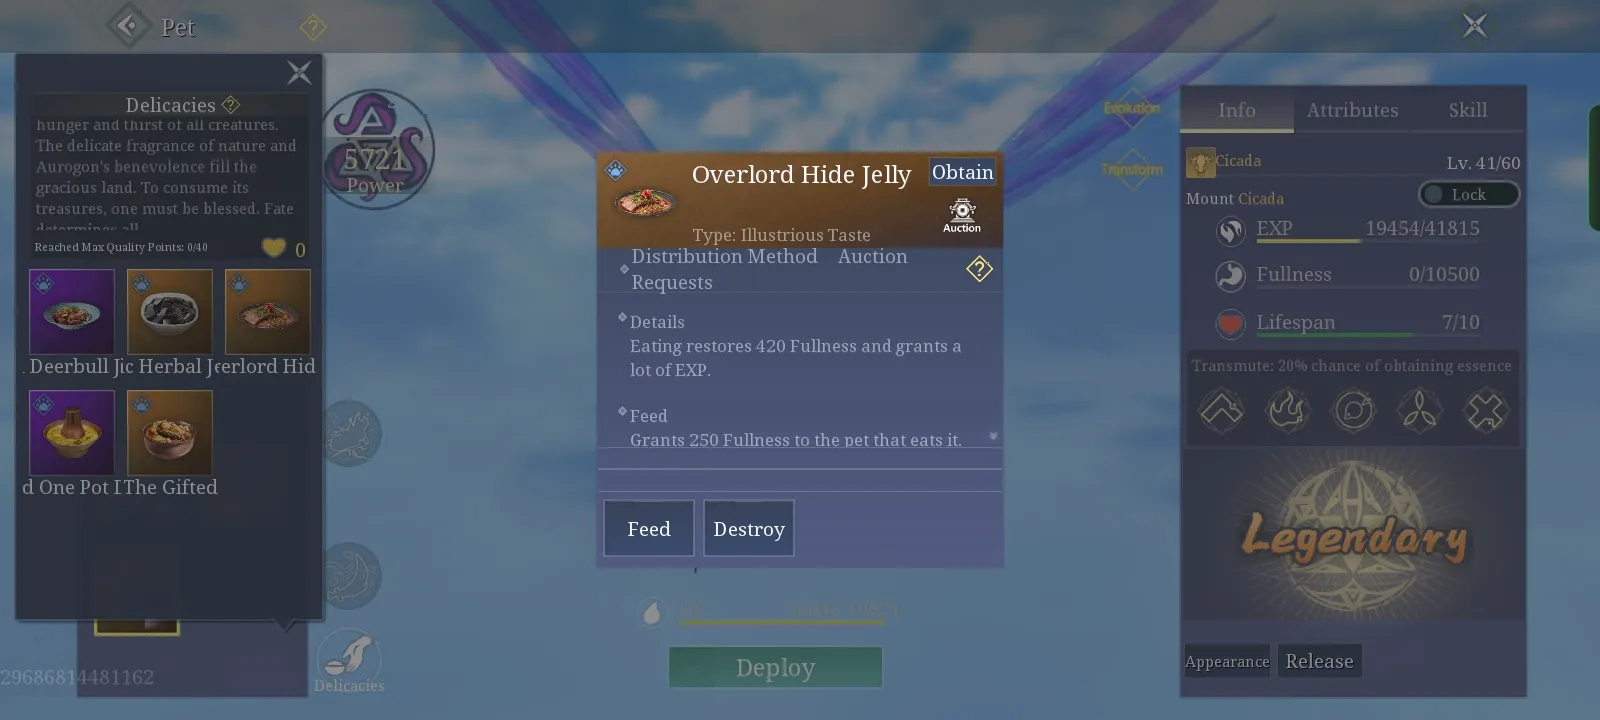 Pet
Delicacies
hunger and thirst of all creatures.
The delicate fragrance of nature and
Aurogon's benevolence fill the
gracious land. To consume its
treasures, one must be blessed. Fate
determines all
Reached Max Quality Points: 0/40
0
Deerbull J
ic Herbal Je
erlord Hid
d One Pot I
The Gifted
5721
Power
Delicacies
29686814481162
Overlord Hide Jelly
Obtain
Auction
Type: Illustrious Taste
Distribution Method Auction
Requests
Details
Eating restores 420 Fullness and grants a
lot of EXP.
Feed
Grants 250 Fullness to the pet that eats it.
Feed
Destroy
Deploy
Evolution
Transform
Info
Attributes
Skill
Cicada
Lv. 41/60
Mount Cicada
Lock
EXP 19454/41815
Fullness 0/10500
Lifespan 7/10
Transmute: 20% chance of obtaining essence
Legendary
Appearance
Release